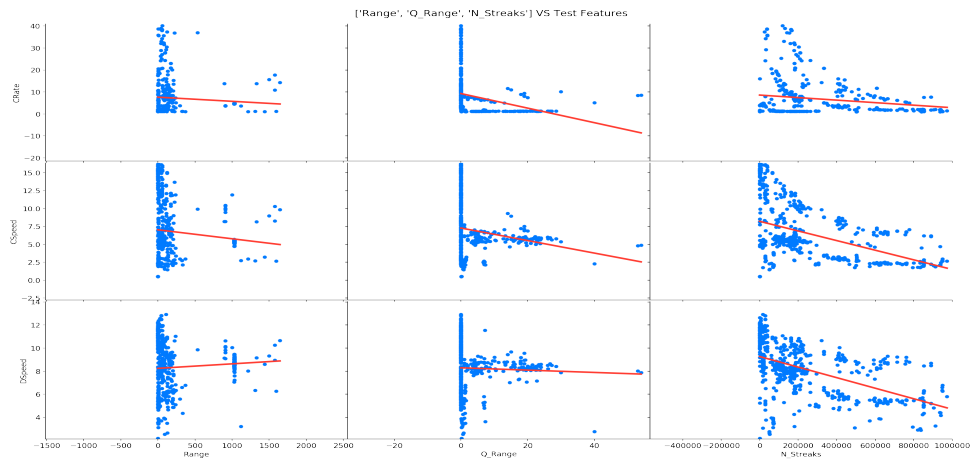 ['Range', 'Q_Range', 'N_Streaks'] VS Test Features
40
30
20
10
0
−10
−20
CRate
15.0
12.5
10.0
7.5
5.0
2.5
0.0
−2.5
CSpeed
14
12
10
8
6
4
DSpeed
−1500 −1000 −500 0 500 1000 1500 2000 2500
−20 0 20 40
−400000 −200000 0 200000 400000 600000 800000 1000000
Range Q_Range N_Streaks